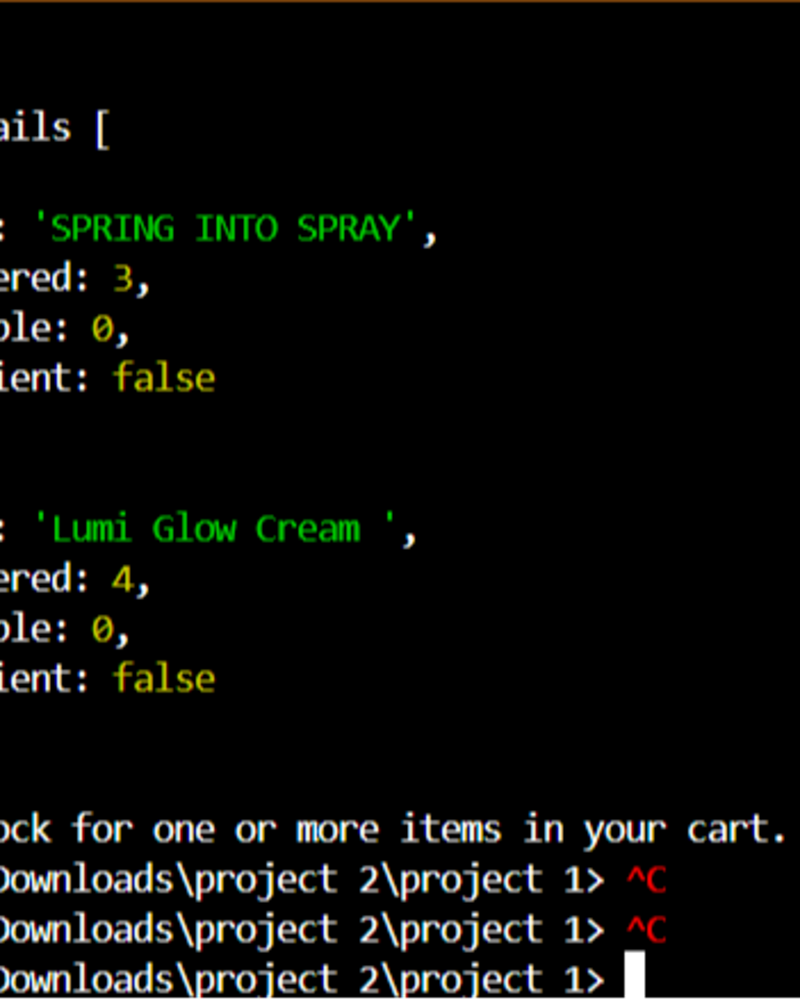 ails [
: 'SPRING INTO SPRAY',
ered: 3,
ble: 0,
ient: false
: 'Lumi Glow Cream ',
ered: 4,
ble: 0,
ient: false
ock for one or more items in your cart.
Downloads\project 2\project 1> ^C
Downloads\project 2\project 1> ^C
Downloads\project 2\project 1>